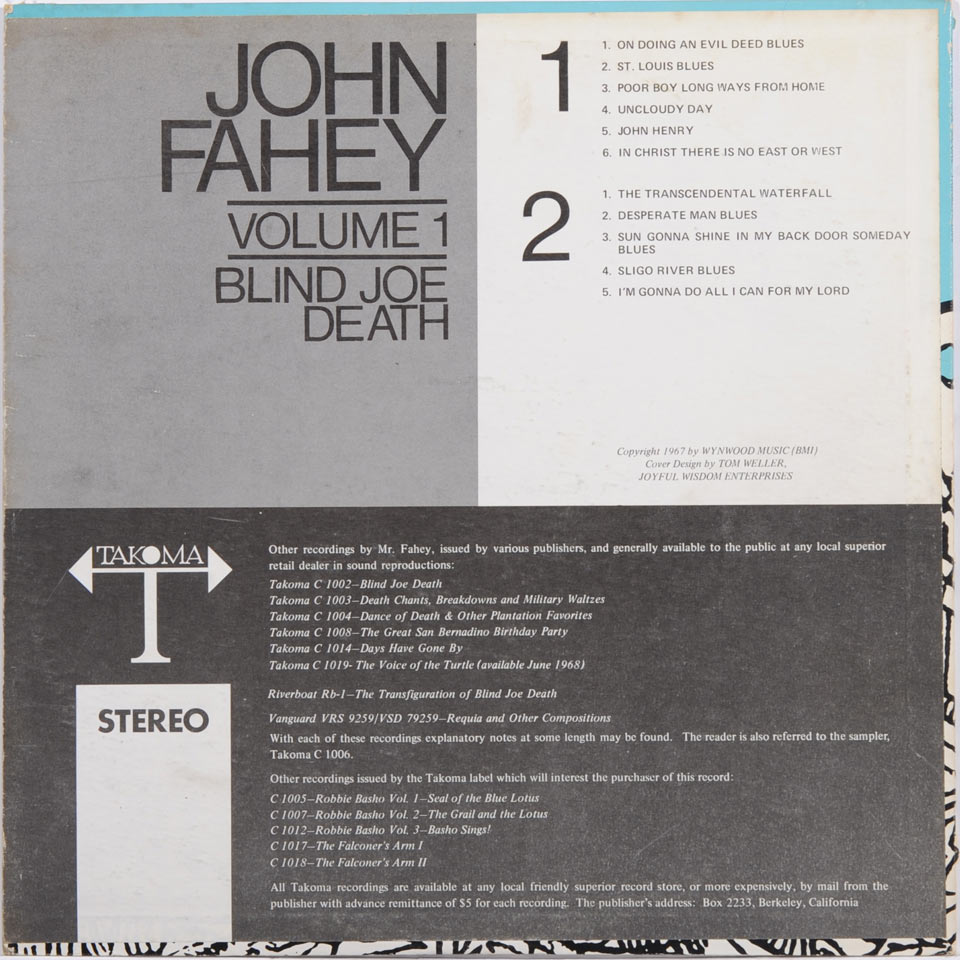 JOHN
FAHEY
VOLUME 1
BLIND JOE
DEATH
1
1. ON DOING AN EVIL DEED BLUES
2. ST. LOUIS BLUES
3. POOR BOY LONG WAYS FROM HOME
4. UNCLOUDY DAY
5. JOHN HENRY
6. IN CHRIST THERE IS NO EAST OR WEST
2
1. THE TRANSCENDENTAL WATERFALL
2. DESPERATE MAN BLUES
3. SUN GONNA SHINE IN MY BACK DOOR SOMEDAY
BLUES
4. SLIGO RIVER BLUES
5. I'M GONNA DO ALL I CAN FOR MY LORD
Copyright 1967 by WYNWOOD MUSIC (BMI)
Cover Design by TOM WELLER,
JOYFUL WISDOM ENTERPRISES
TAKOMA
STEREO
Other recordings by Mr. Fahey, issued by various publishers, and generally available to the public at any local superior
retail dealer in sound reproductions:
Takoma C 1002—Blind Joe Death
Takoma C 1003—Death Chants, Breakdowns and Military Waltzes
Takoma C 1004—Dance of Death & Other Plantation Favorites
Takoma C 1008—The Great San Bernadino Birthday Party
Takoma C 1014—Days Have Gone By
Takoma C 1019- The Voice of the Turtle (available June 1968)
Riverboat Rb-1—The Transfiguration of Blind Joe Death
Vanguard VRS 9259/VSD 79259—Requia and Other Compositions
With each of these recordings explanatory notes at some length may be found. The reader is also referred to the sampler,
Takoma C 1006.
Other recordings issued by the Takoma label which will interest the purchaser of this record:
C 1005—Robbie Basho Vol. 1—Seal of the Blue Lotus
C 1007—Robbie Basho Vol. 2—The Grail and the Lotus
C 1012—Robbie Basho Vol. 3—Basho Sings!
C 1017—The Falconer's Arm I
C 1018—The Falconer's Arm II
All Takoma recordings are available at any local friendly superior record store, or more expensively, by mail from the
publisher with advance remittance of $5 for each recording. The publisher's address: Box 2233, Berkeley, California